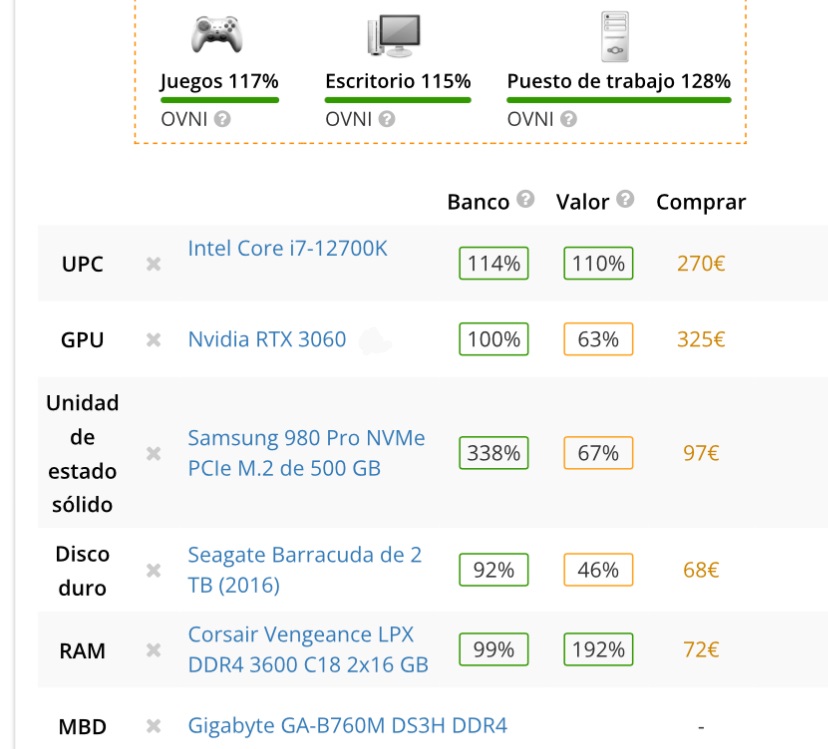 Juegos 117% Escritorio 115% Puesto de trabajo 128%
OVNI ? OVNI ? OVNI ?
Banco ? Valor ? Comprar
UPC Intel Core i7-12700K 114% 110% 270€
GPU Nvidia RTX 3060 100% 63% 325€
Unidad
de
estado
sólido
Samsung 980 Pro NVMe
PCIe M.2 de 500 GB
338% 67% 97€
Disco
duro
Seagate Barracuda de 2
TB (2016)
92% 46% 68€
RAM
Corsair Vengeance LPX
DDR4 3600 C18 2x16 GB
99% 192% 72€
MBD Gigabyte GA-B760M DS3H DDR4 -